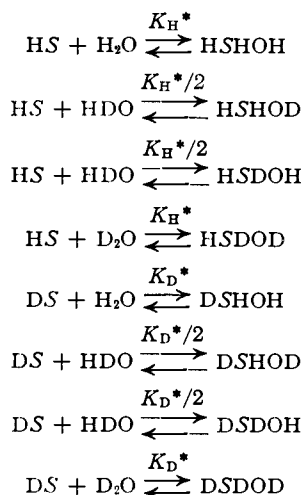 K_H*
HS + H₂O ⇌ HSHOH
K_H*/2
HS + HDO ⇌ HSHOD
K_H*/2
HS + HDO ⇌ HSDOH
K_H*
HS + D₂O ⇌ HSDOD
K_D*
DS + H₂O ⇌ DSHOH
K_D*/2
DS + HDO ⇌ DSHOD
K_D*/2
DS + HDO ⇌ DSDOH
K_D*
DS + D₂O ⇌ DSDOD